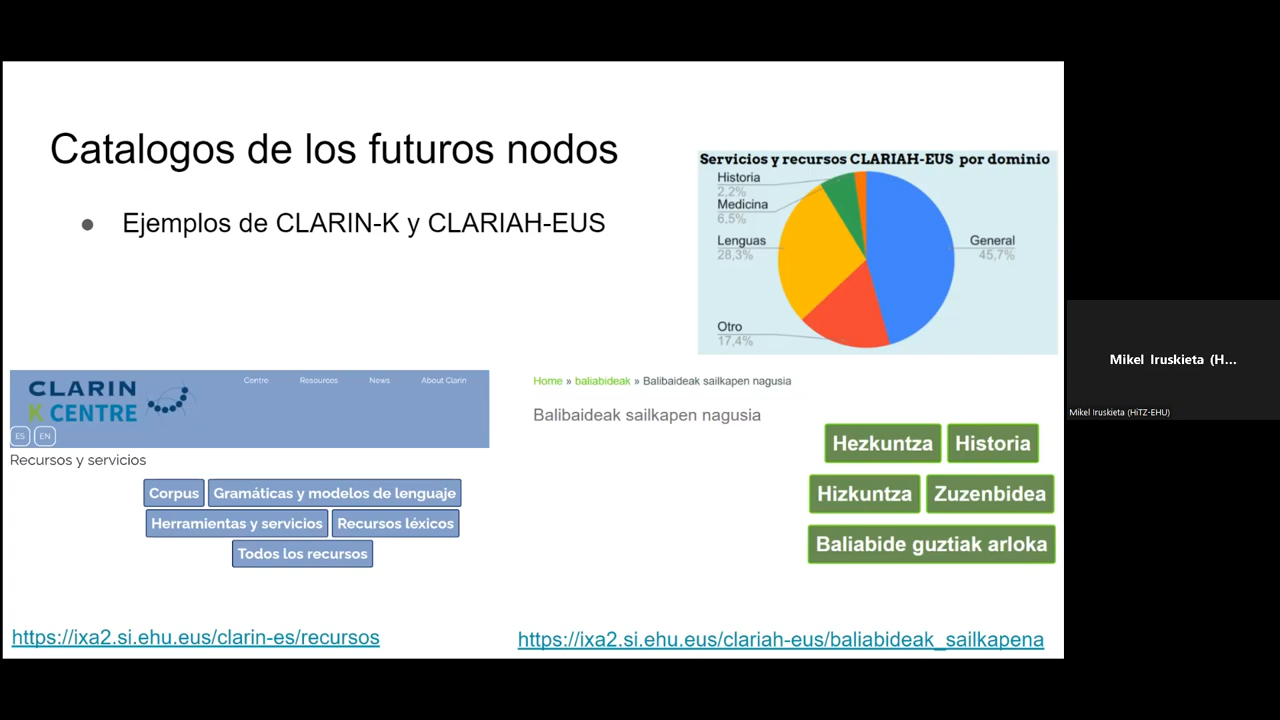 Catalogos de los futuros nodos
● Ejemplos de CLARIN-K y CLARIAH-EUS
Servicios y recursos CLARIAH-EUS por dominio
Historia
2,2%
Medicina
6,5%
Lenguas
28,3%
Otro
17,4%
General
45,7%
CLARIN
K CENTRE
Centre Resources News About Clarin
ES EN
Recursos y servicios
Corpus Gramáticas y modelos de lenguaje
Herramientas y servicios Recursos léxicos
Todos los recursos
https://ixa2.si.ehu.eus/clarin-es/recursos
Home » baliabideak » Balibaideak sailkapen nagusia
Balibaideak sailkapen nagusia
Hezkuntza Historia
Hizkuntza Zuzenbidea
Baliabide guztiak arloka
https://ixa2.si.ehu.eus/clariah-eus/baliabideak_sailkapena
Mikel Iruskieta (H...
Mikel Iruskieta (HiTZ-EHU)